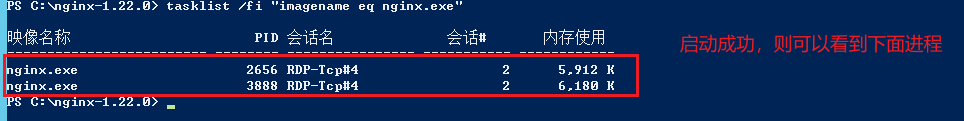 PS C:\nginx-1.22.0> tasklist /fi "imagename eq nginx.exe"
映像名称 PID 会话名 会话# 内存使用
========================= ======== ================ =========== ============
nginx.exe 2656 RDP-Tcp#4 2 5,912 K
nginx.exe 3888 RDP-Tcp#4 2 6,180 K
PS C:\nginx-1.22.0>
启动成功，则可以看到下面进程